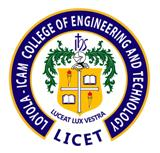 LOYOLA-ICAM COLLEGE OF ENGINEERING AND TECHNOLOGY
LUCEAT LUX VESTRA
LICET